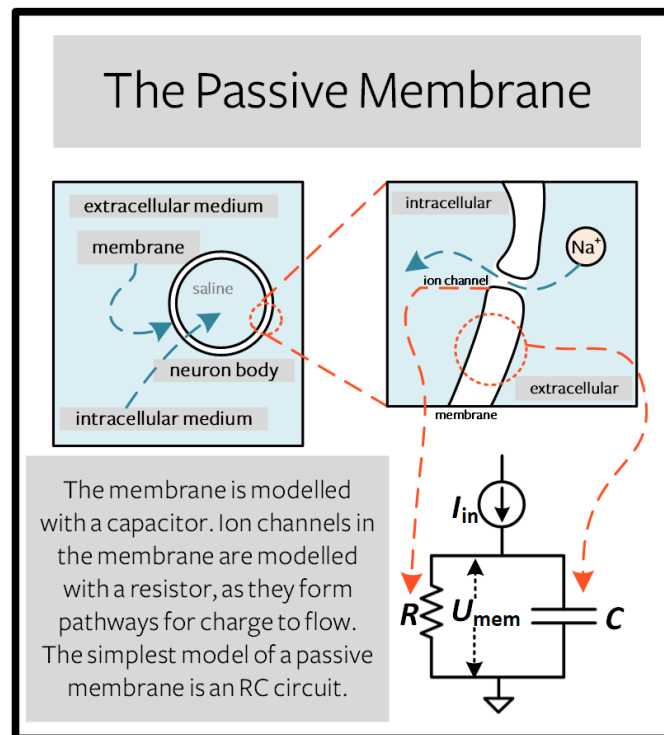 The Passive Membrane
extracellular medium
membrane
saline
neuron body
intracellular medium
intracellular
Na⁺
ion channel
extracellular
membrane
The membrane is modelled
with a capacitor. Ion channels in
the membrane are modelled
with a resistor, as they form
pathways for charge to flow.
The simplest model of a passive
membrane is an RC circuit.
I_in
R
U_mem
C